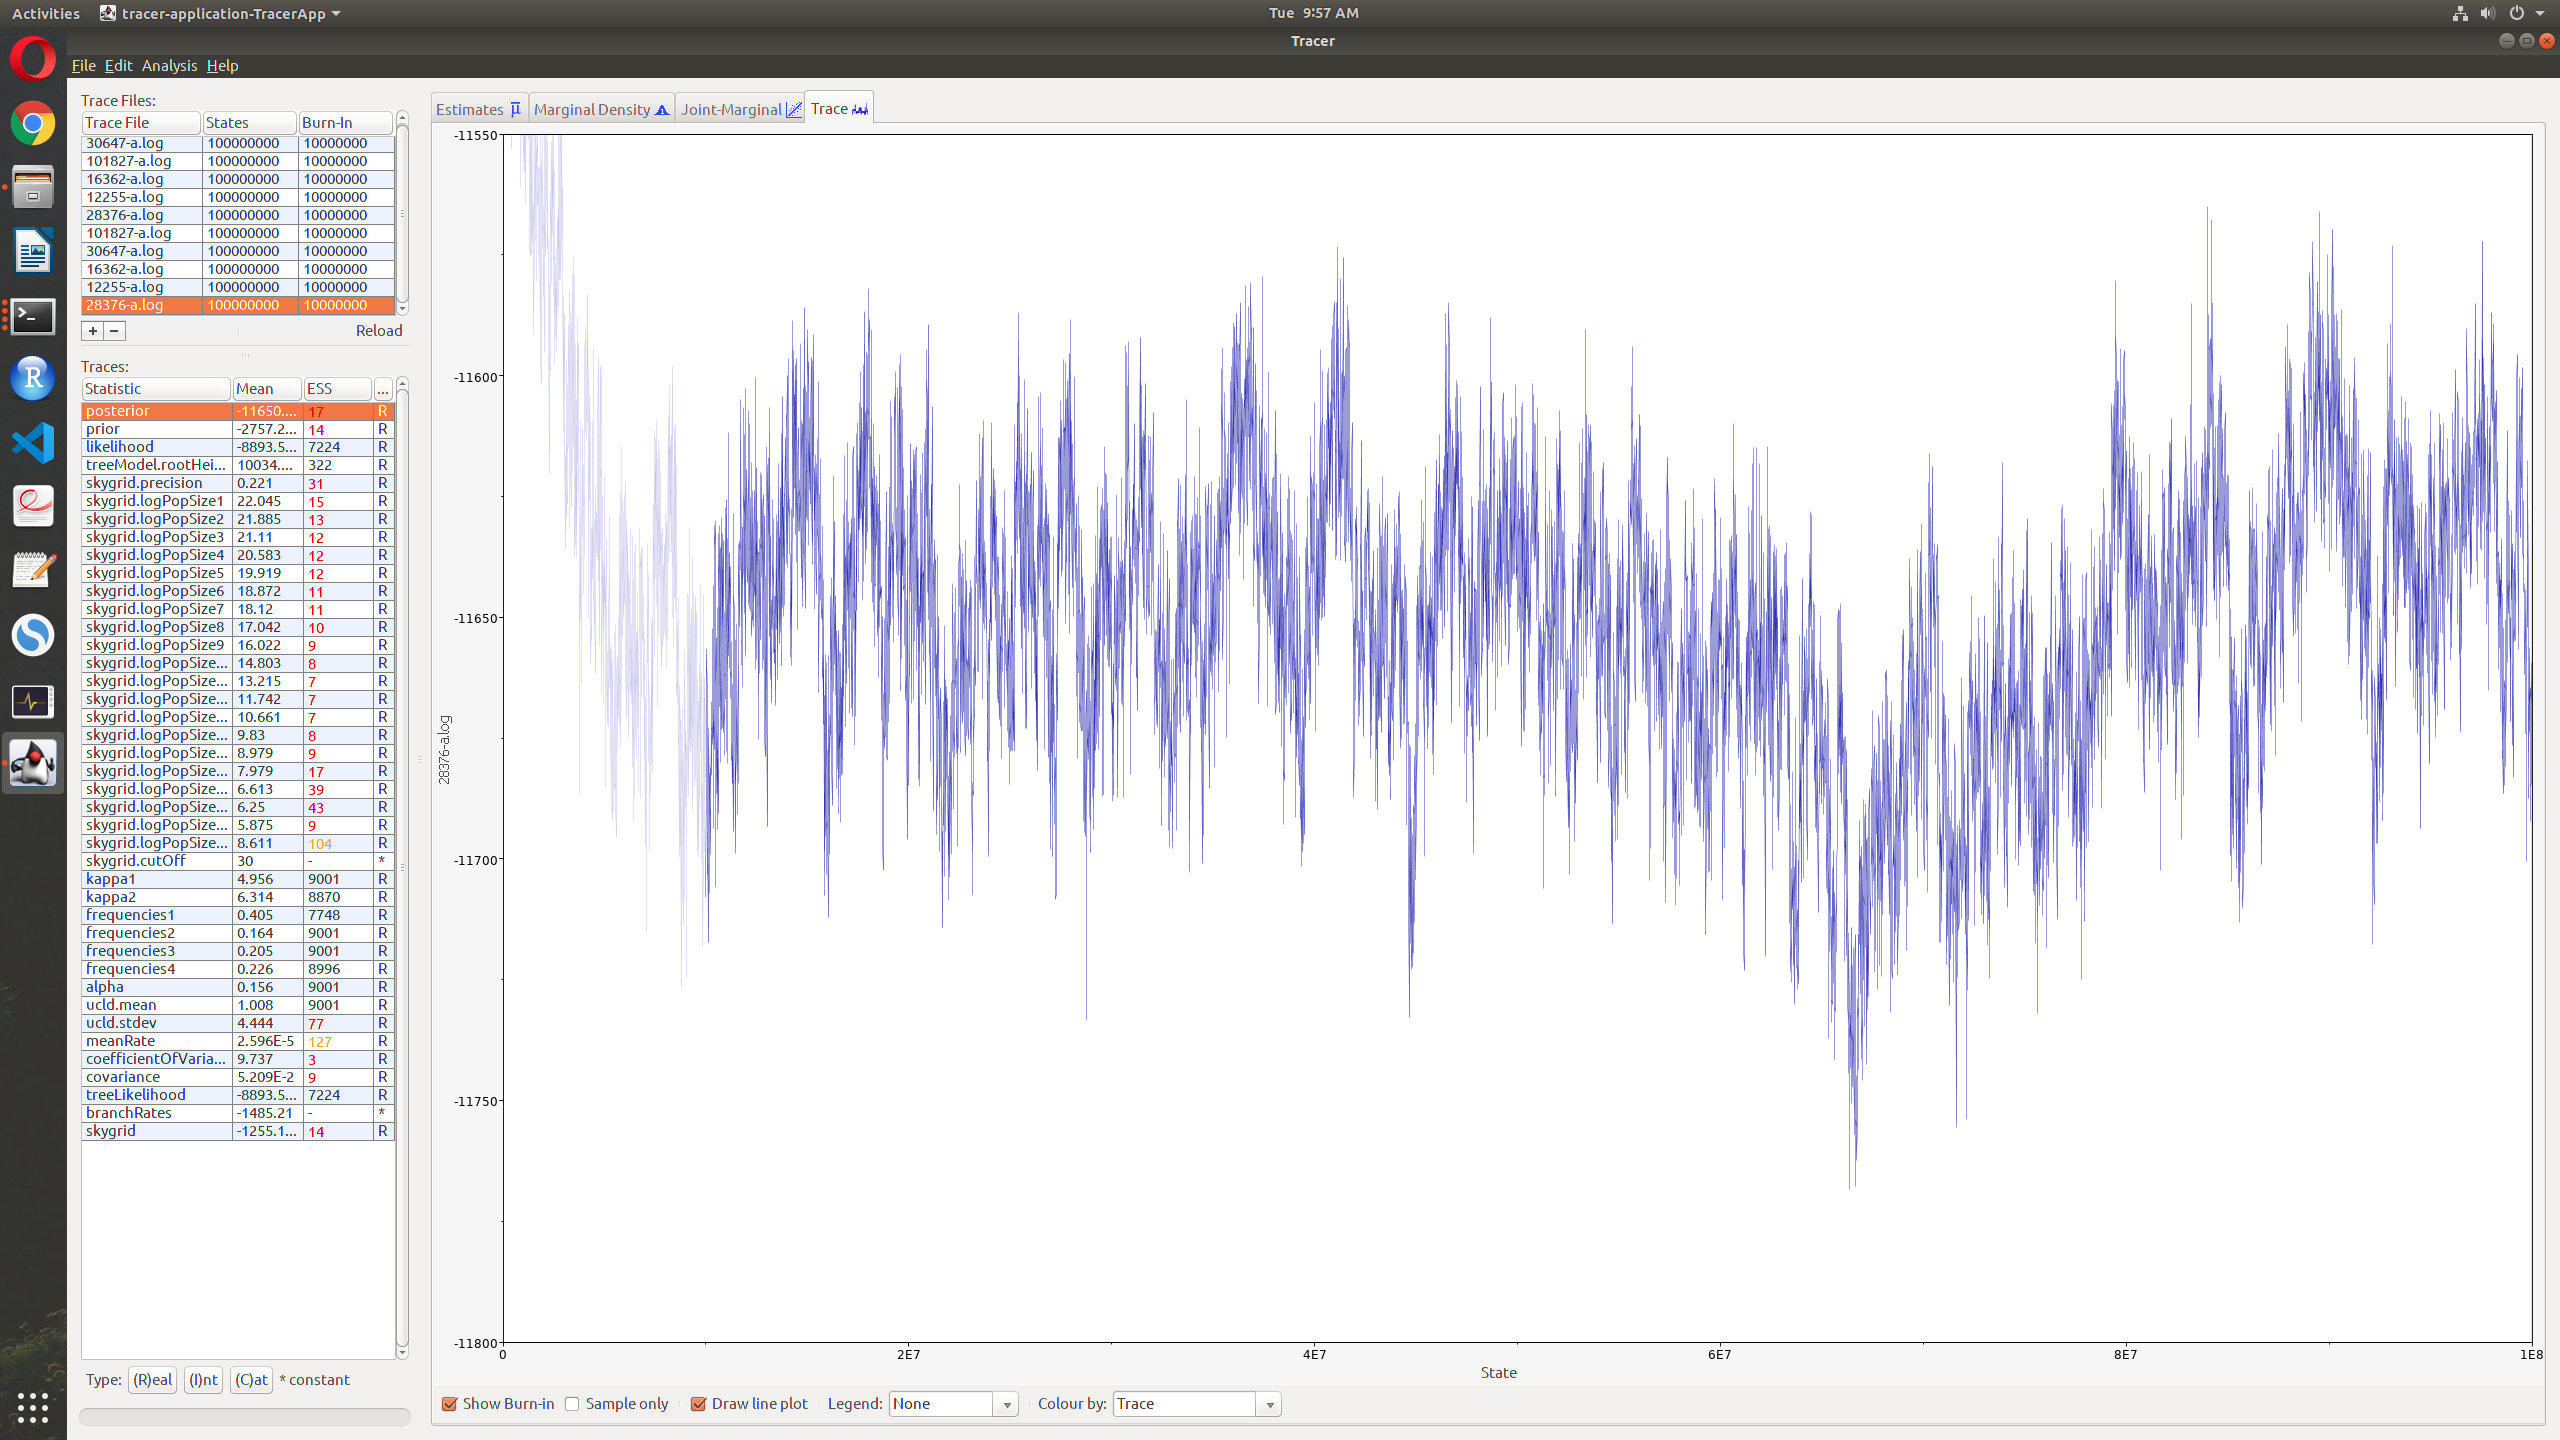 Activities tracer-application-TracerApp Tue 9:57 AM
Tracer
File Edit Analysis Help
Trace Files:
Trace File States Burn-In
30647-a.log 100000000 10000000
101827-a.log 100000000 10000000
16362-a.log 100000000 10000000
12255-a.log 100000000 10000000
28376-a.log 100000000 10000000
101827-a.log 100000000 10000000
30647-a.log 100000000 10000000
16362-a.log 100000000 10000000
12255-a.log 100000000 10000000
28376-a.log 100000000 10000000
+ − Reload
Traces:
Statistic Mean ESS ...
posterior -11650.... 17 R
prior -2757.2... 14 R
likelihood -8893.5... 7224 R
treeModel.rootHei... 10034.... 322 R
skygrid.precision 0.221 31 R
skygrid.logPopSize1 22.045 15 R
skygrid.logPopSize2 21.885 13 R
skygrid.logPopSize3 21.11 12 R
skygrid.logPopSize4 20.583 12 R
skygrid.logPopSize5 19.919 12 R
skygrid.logPopSize6 18.872 11 R
skygrid.logPopSize7 18.12 11 R
skygrid.logPopSize8 17.042 10 R
skygrid.logPopSize9 16.022 9 R
skygrid.logPopSize... 14.803 8 R
skygrid.logPopSize... 13.215 7 R
skygrid.logPopSize... 11.742 7 R
skygrid.logPopSize... 10.661 7 R
skygrid.logPopSize... 9.83 8 R
skygrid.logPopSize... 8.979 9 R
skygrid.logPopSize... 7.979 17 R
skygrid.logPopSize... 6.613 39 R
skygrid.logPopSize... 6.25 43 R
skygrid.logPopSize... 5.875 9 R
skygrid.logPopSize... 8.611 104 R
skygrid.cutOff 30 - *
kappa1 4.956 9001 R
kappa2 6.314 8870 R
frequencies1 0.405 7748 R
frequencies2 0.164 9001 R
frequencies3 0.205 9001 R
frequencies4 0.226 8996 R
alpha 0.156 9001 R
ucld.mean 1.008 9001 R
ucld.stdev 4.444 77 R
meanRate 2.596E-5 127 R
coefficientOfVaria... 9.737 3 R
covariance 5.209E-2 9 R
treeLikelihood -8893.5... 7224 R
branchRates -1485.21 - *
skygrid -1255.1... 14 R
Type: (R)eal (I)nt (C)at * constant
Estimates μ Marginal Density Joint-Marginal Trace
-11550
-11600
-11650
-11700
-11750
-11800
28376-a.log
0 2E7 4E7 6E7 8E7 1E8
State
Show Burn-in Sample only Draw line plot Legend: None Colour by: Trace